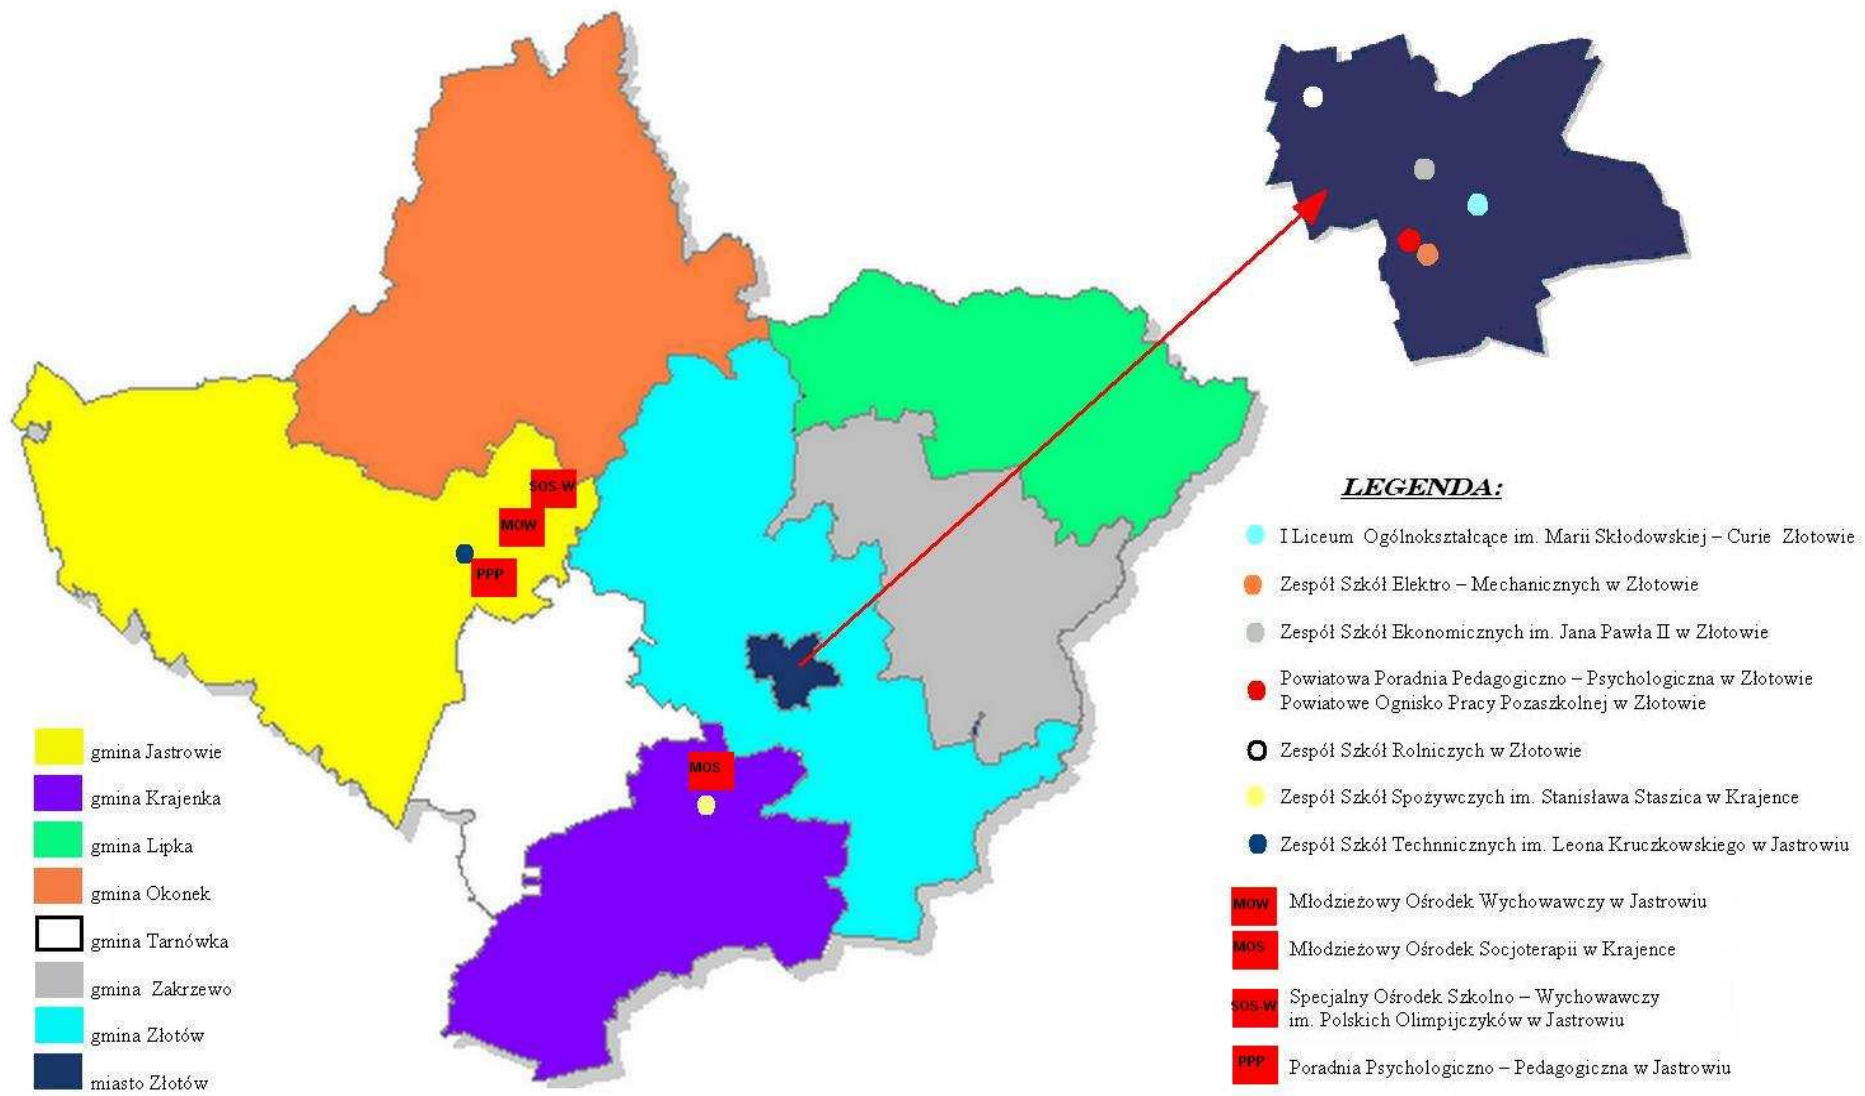 SOS-W
MOW
PPP
MOS
gmina Jastrowie
gmina Krajenka
gmina Lipka
gmina Okonek
gmina Tarnówka
gmina Zakrzewo
gmina Złotów
miasto Złotów
LEGENDA:
I Liceum Ogólnokształcące im. Marii Skłodowskiej – Curie Złotowie
Zespół Szkół Elektro – Mechanicznych w Złotowie
Zespół Szkół Ekonomicznych im. Jana Pawła II w Złotowie
Powiatowa Poradnia Pedagogiczno – Psychologiczna w Złotowie
Powiatowe Ognisko Pracy Pozaszkolnej w Złotowie
Zespół Szkół Rolniczych w Złotowie
Zespół Szkół Spożywczych im. Stanisława Staszica w Krajence
Zespół Szkół Technnicznych im. Leona Kruczkowskiego w Jastrowiu
MOW Młodzieżowy Ośrodek Wychowawczy w Jastrowiu
MOS Młodzieżowy Ośrodek Socjoterapii w Krajence
SOS-W Specjalny Ośrodek Szkolno – Wychowawczy
im. Polskich Olimpijczyków w Jastrowiu
PPP Poradnia Psychologiczno – Pedagogiczna w Jastrowiu